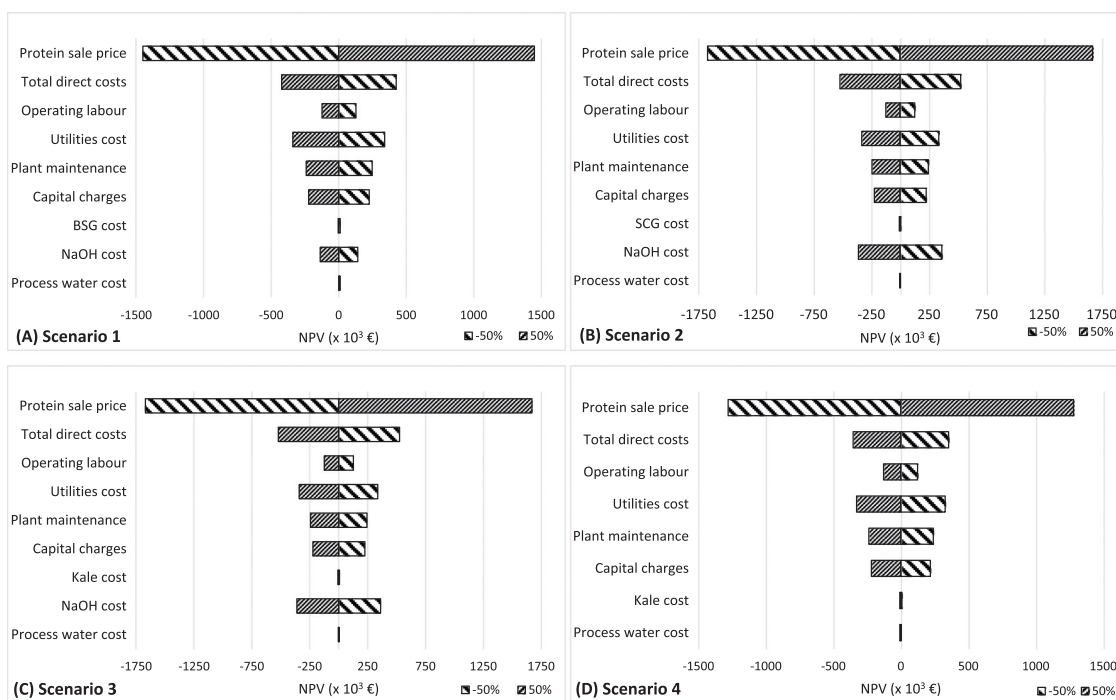 Protein sale price
Total direct costs
Operating labour
Utilities cost
Plant maintenance
Capital charges
BSG cost
NaOH cost
Process water cost
-1500 -1000 -500 0 500 1000 1500
(A) Scenario 1 NPV (x 10³ €) -50% 50%
Protein sale price
Total direct costs
Operating labour
Utilities cost
Plant maintenance
Capital charges
SCG cost
NaOH cost
Process water cost
-1750 -1250 -750 -250 250 750 1250 1750
(B) Scenario 2 NPV (x 10³ €) -50% 50%
Protein sale price
Total direct costs
Operating labour
Utilities cost
Plant maintenance
Capital charges
Kale cost
NaOH cost
Process water cost
-1750 -1250 -750 -250 250 750 1250 1750
(C) Scenario 3 NPV (x 10³ €) -50% 50%
Protein sale price
Total direct costs
Operating labour
Utilities cost
Plant maintenance
Capital charges
Kale cost
Process water cost
-1500 -1000 -500 0 500 1000 1500
(D) Scenario 4 NPV (x 10³ €) -50% 50%